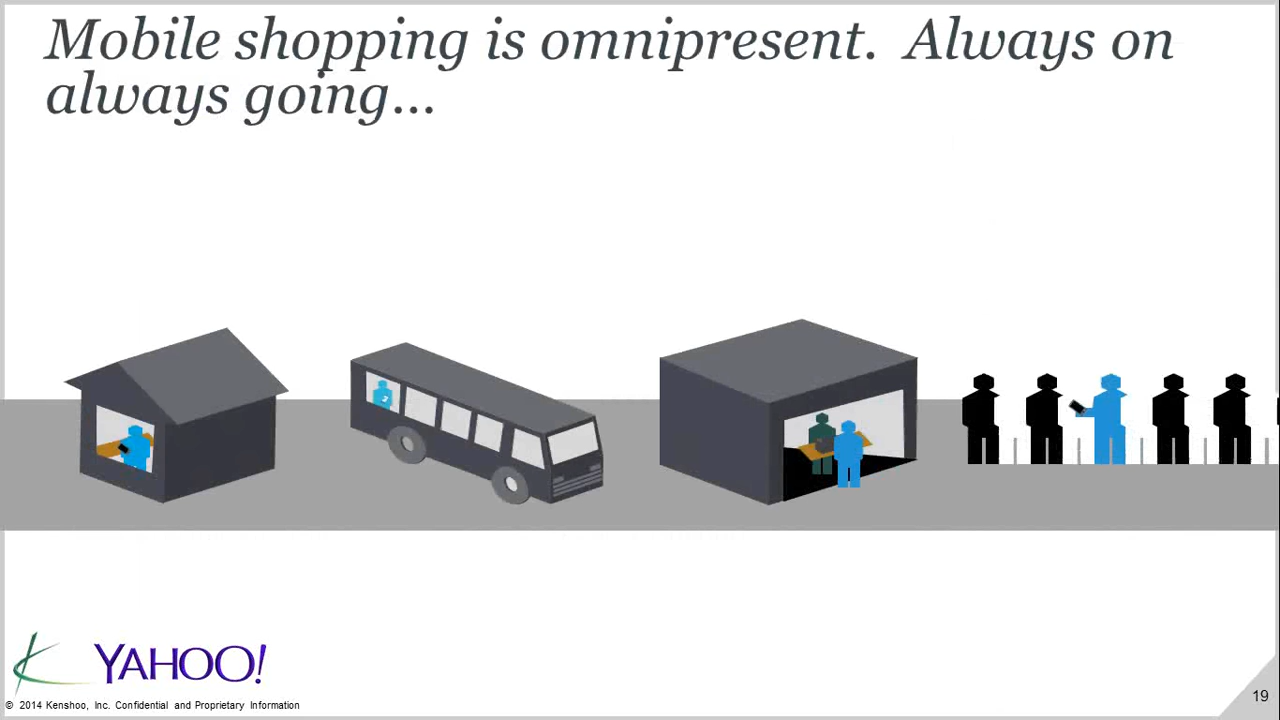 Mobile shopping is omnipresent.  Always on
always going...
YAHOO!
© 2014 Kenshoo, Inc. Confidential and Proprietary Information
19